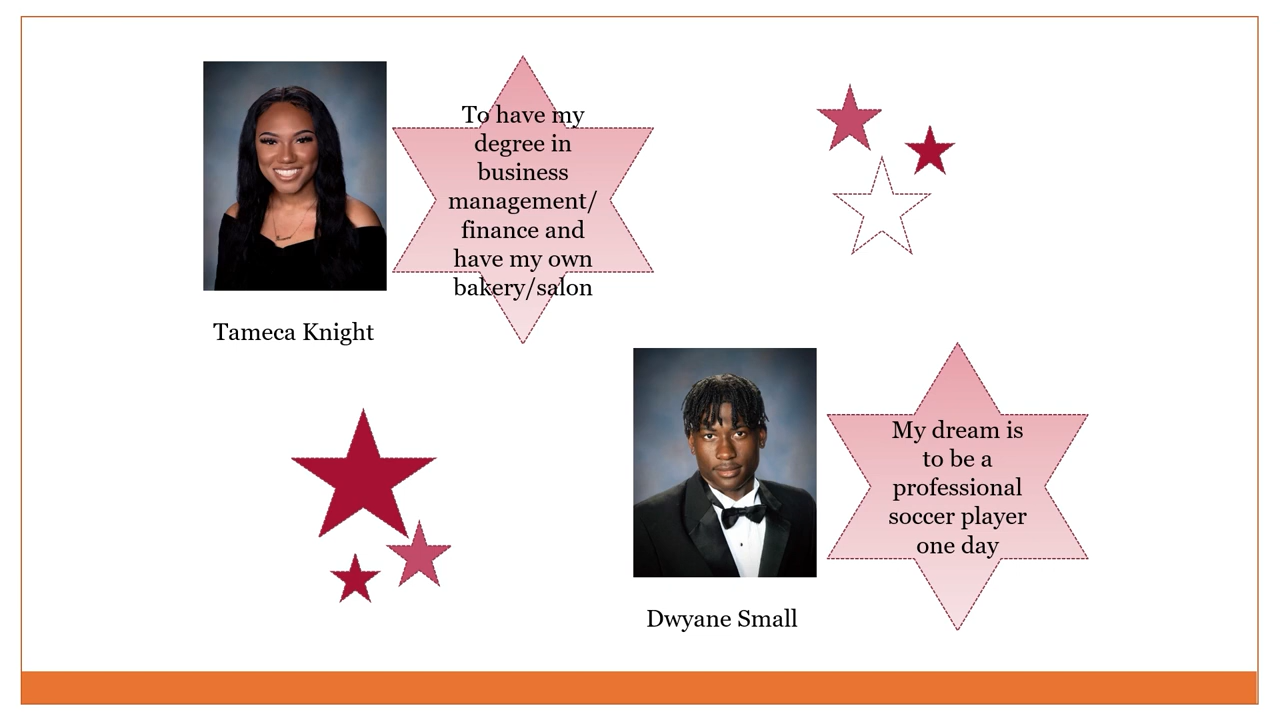 To have my
degree in
business
management/
finance and
have my own
bakery/salon
Tameca Knight
My dream is
to be a
professional
soccer player
one day
Dwyane Small